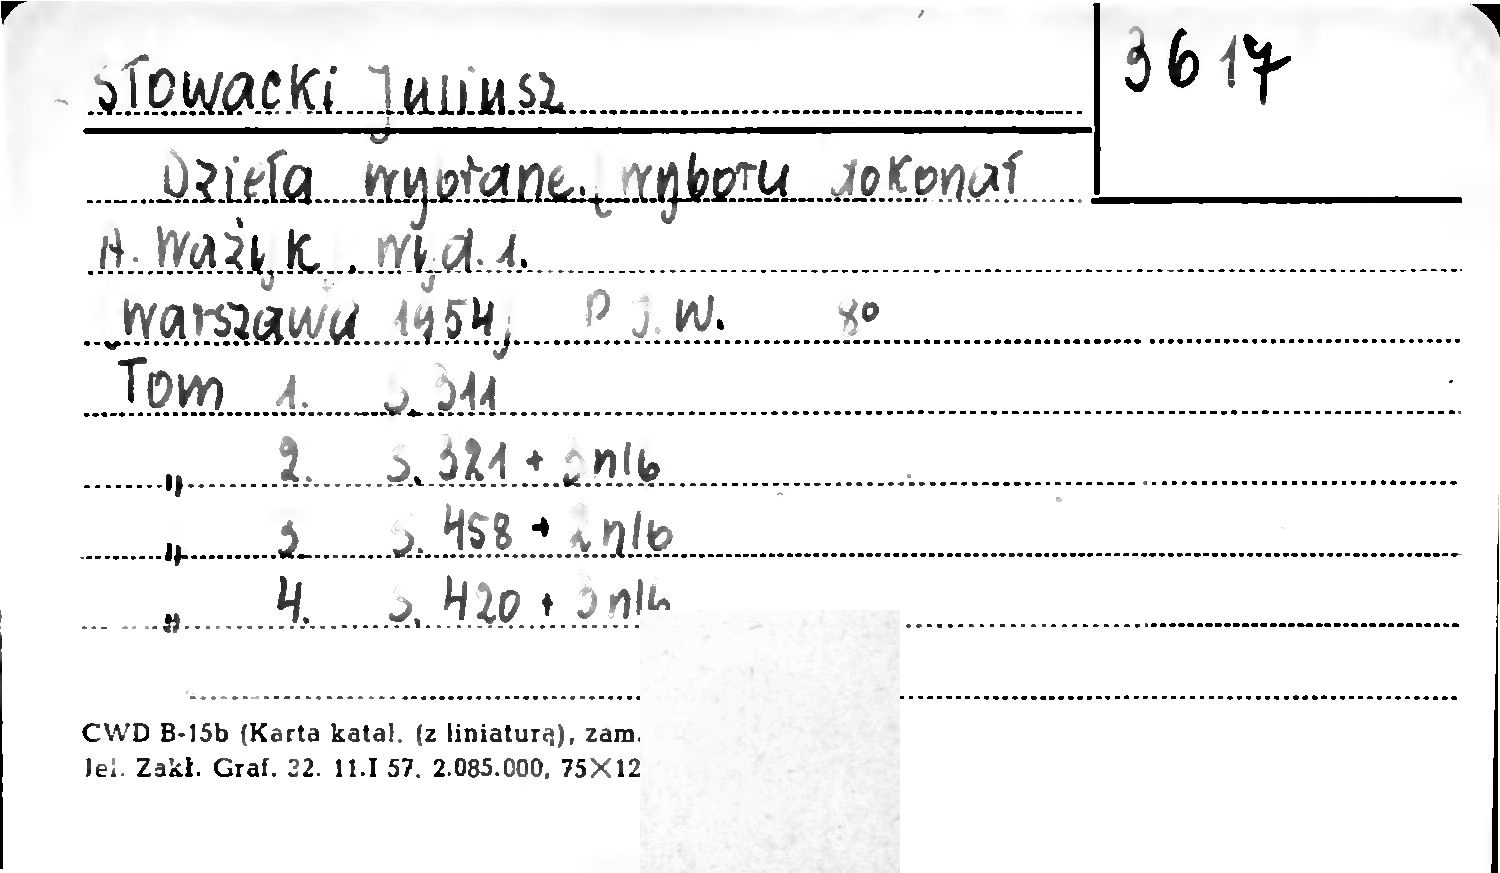 3617
Słowacki Juliusz
Dzieła wybrane. Wyboru dokonał
A. Ważyk. Wyd. 1.
Warszawa 1954, P.I.W. 8º
Tom 1. S. 311
" 2. S. 321 + 3 nlb
" 3 S. 458 + 2 nlb
" 4. S. 420 + 3 nlb
CWD B-15b (Karta katal. (z liniaturą), zam.
Jel. Zakł. Graf. 32. 11.I 57. 2.085.000, 75×12